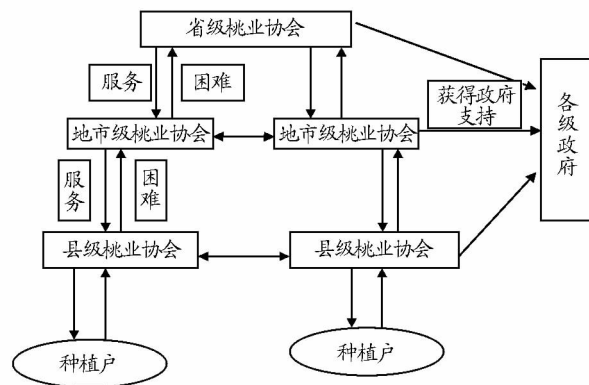 省级桃业协会
服务
困难
地市级桃业协会
地市级桃业协会
获得政府
支持
各级政府
服务
困难
县级桃业协会
县级桃业协会
种植户
种植户